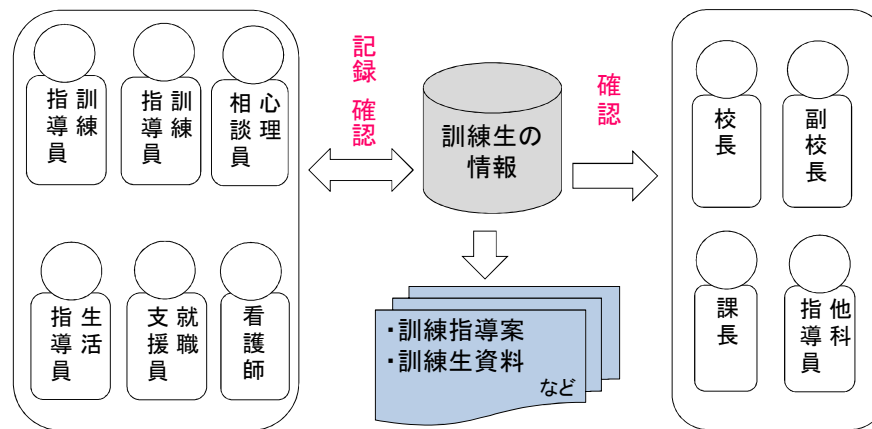 訓練
指導員
訓練
指導員
心理
相談員
生活
指導員
就職
支援員
看護師
記録
確認
訓練生の
情報
・訓練指導案
・訓練生資料
など
確認
校長
副校長
課長
他科
指導員